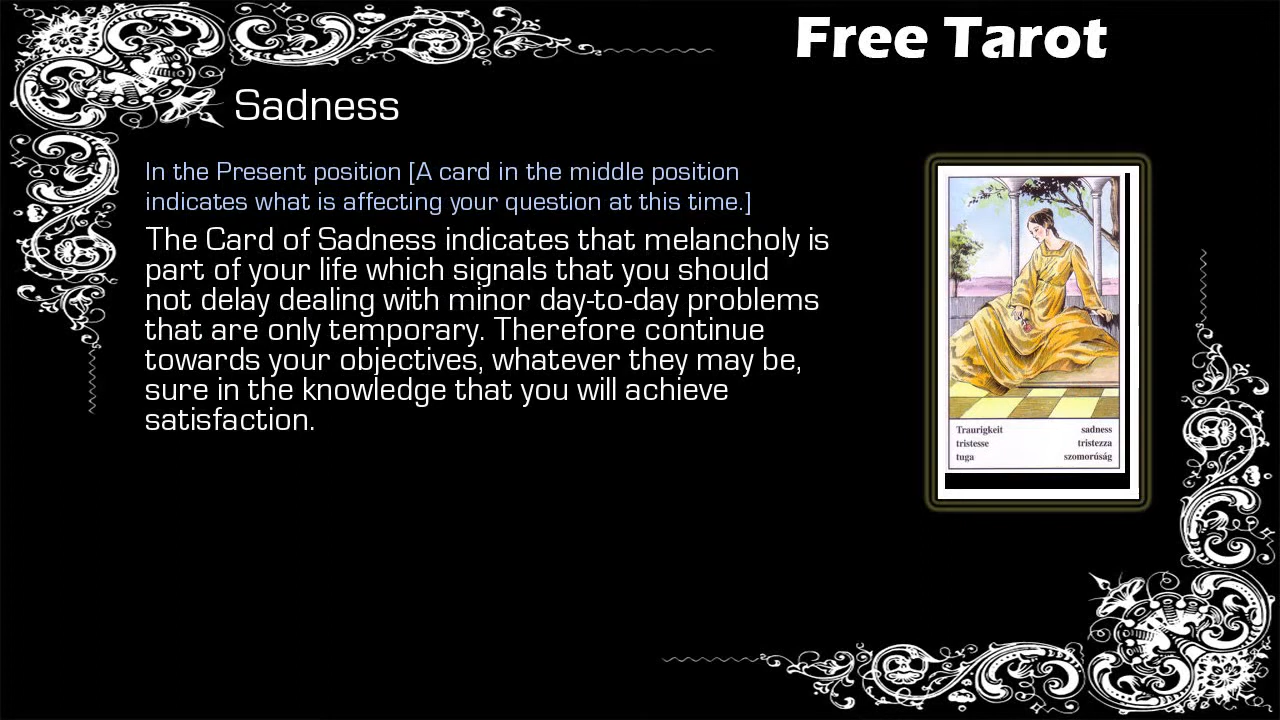 Free Tarot
Sadness
In the Present position [A card in the middle position
indicates what is affecting your question at this time.]
The Card of Sadness indicates that melancholy is
part of your life which signals that you should
not delay dealing with minor day-to-day problems
that are only temporary. Therefore continue
towards your objectives, whatever they may be,
sure in the knowledge that you will achieve
satisfaction.
Traurigkeit sadness
tristesse tristezza
tuga szomorúság